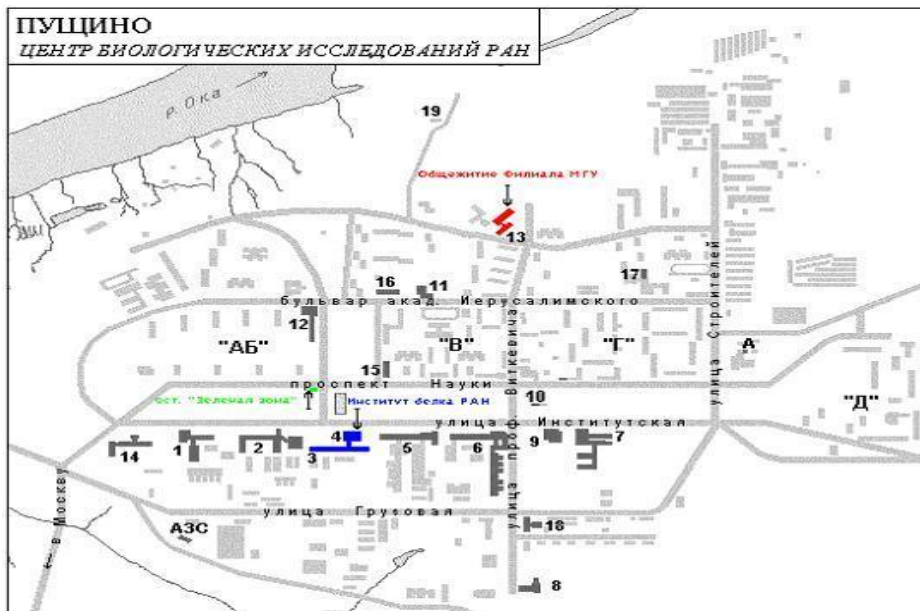 ПУЩИНО
ЦЕНТР БИОЛОГИЧЕСКИХ ИССЛЕДОВАНИЙ РАН
р. Ока
19
Общежитие Филиала МГУ
13
16
11
17
бульвар акад. Иерусалимского
12
"АБ"
"В"
"Г"
А
15
проспект Науки
ост. "Зеленая зона"
Институт белка РАН
10
"Д"
улица Институтская
14
1
2
3
4
5
6
9
7
улица проф. Виткевича
улица Строителей
в Москву
улица Грузовая
АЗС
18
8